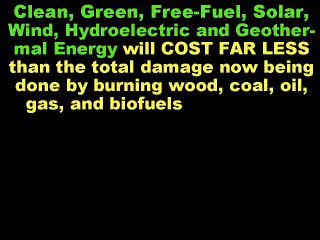 Clean, Green, Free-Fuel, Solar,
Wind, Hydroelectric and Geother-
mal Energy will COST FAR LESS
than the total damage now being
done by burning wood, coal, oil,
gas, and biofuels